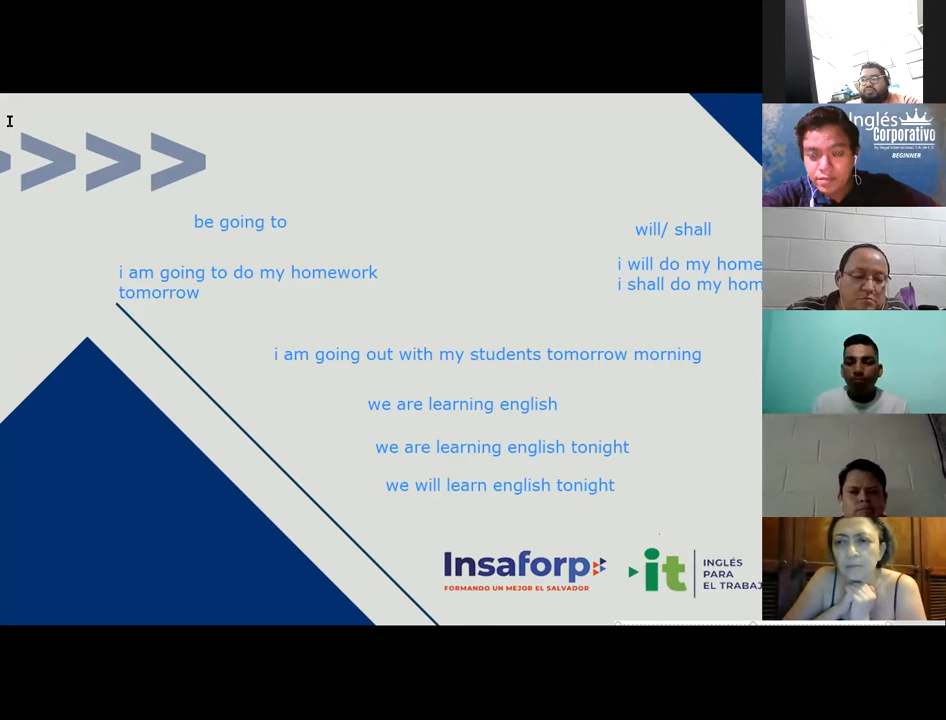 Inglés
Corporativo
BEGINNER
be going to
will/ shall
i am going to do my homework
tomorrow
i will do my home
i shall do my hom
i am going out with my students tomorrow morning
we are learning english
we are learning english tonight
we will learn english tonight
Insaforp
FORMANDO UN MEJOR EL SALVADOR
it
INGLÉS
PARA
EL TRABAJ